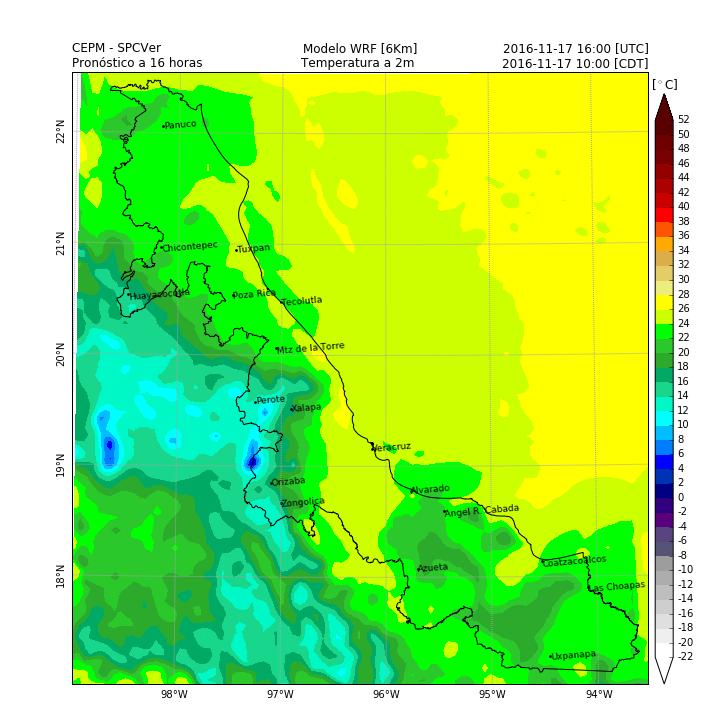 CEPM - SPCVer
Pronóstico a 16 horas
Modelo WRF [6Km]
Temperatura a 2m
2016-11-17 16:00 [UTC]
2016-11-17 10:00 [CDT]
[°C]
52
50
48
46
44
42
40
38
36
34
32
30
28
26
24
22
20
18
16
14
12
10
8
6
4
2
0
-2
-4
-6
-8
-10
-12
-14
-16
-18
-20
-22
22°N
21°N
20°N
19°N
18°N
98°W
97°W
96°W
95°W
94°W
Panuco
Chicontepec
Tuxpan
Huayacocotla
Poza Rica
Tecolutla
Mtz de la Torre
Perote
Xalapa
Veracruz
Orizaba
Alvarado
Zongolica
Angel R. Cabada
Azueta
Coatzacoalcos
Las Choapas
Uxpanapa